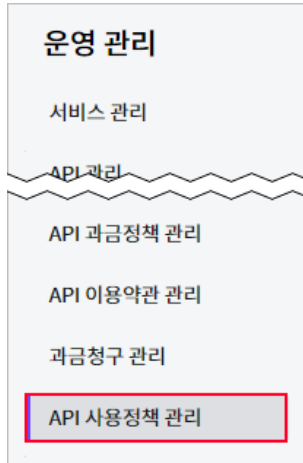 운영 관리
서비스 관리
API 관리
API 과금정책 관리
API 이용약관 관리
과금청구 관리
API 사용정책 관리